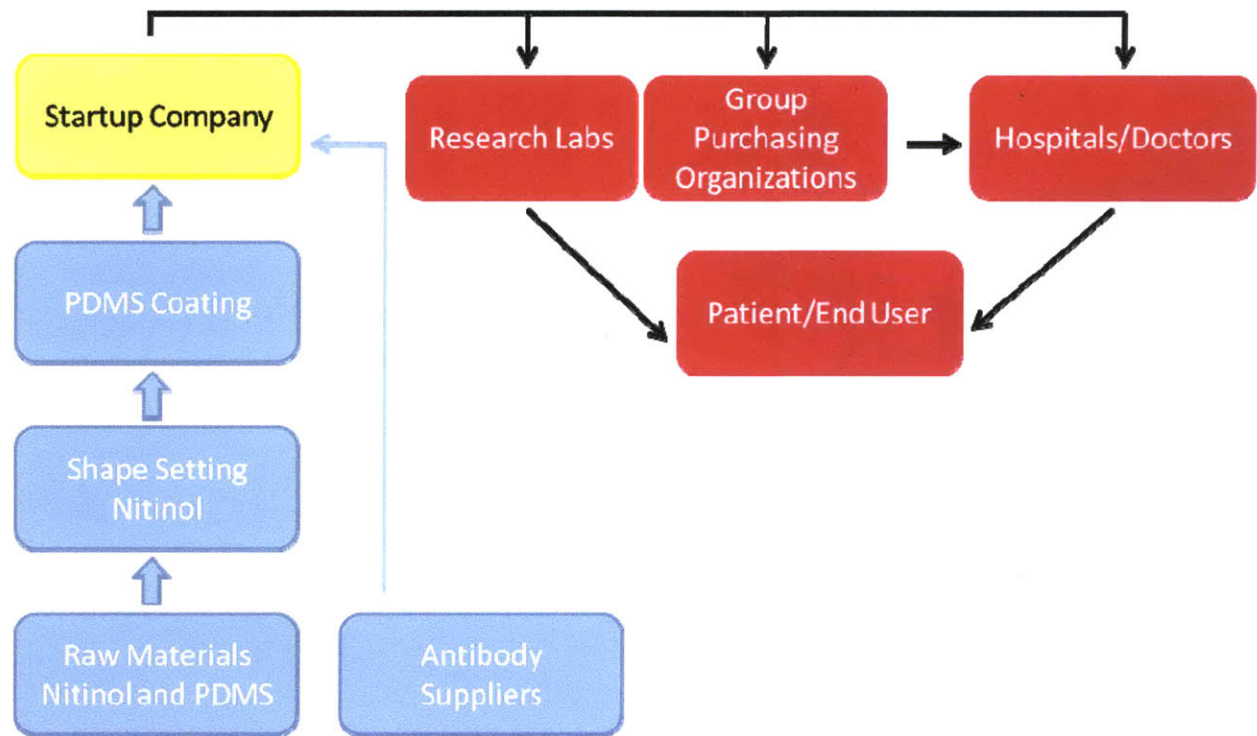 Startup Company
Research Labs
Group
Purchasing
Organizations
Hospitals/Doctors
PDMS Coating
Patient/End User
Shape Setting
Nitinol
Raw Materials
Nitinol and PDMS
Antibody
Suppliers